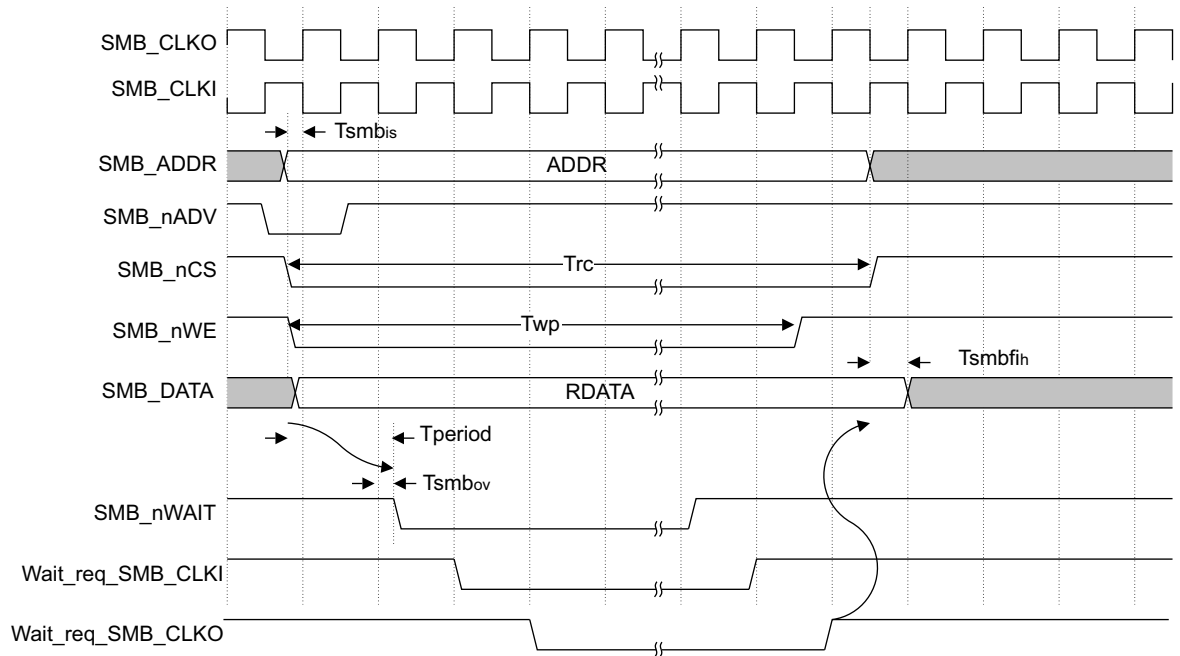 SMB_CLKO
SMB_CLKI
Tsmbis
SMB_ADDR
ADDR
SMB_nADV
SMB_nCS
Trc
SMB_nWE
Twp
Tsmbfih
SMB_DATA
RDATA
Tperiod
Tsmbov
SMB_nWAIT
Wait_req_SMB_CLKI
Wait_req_SMB_CLKO